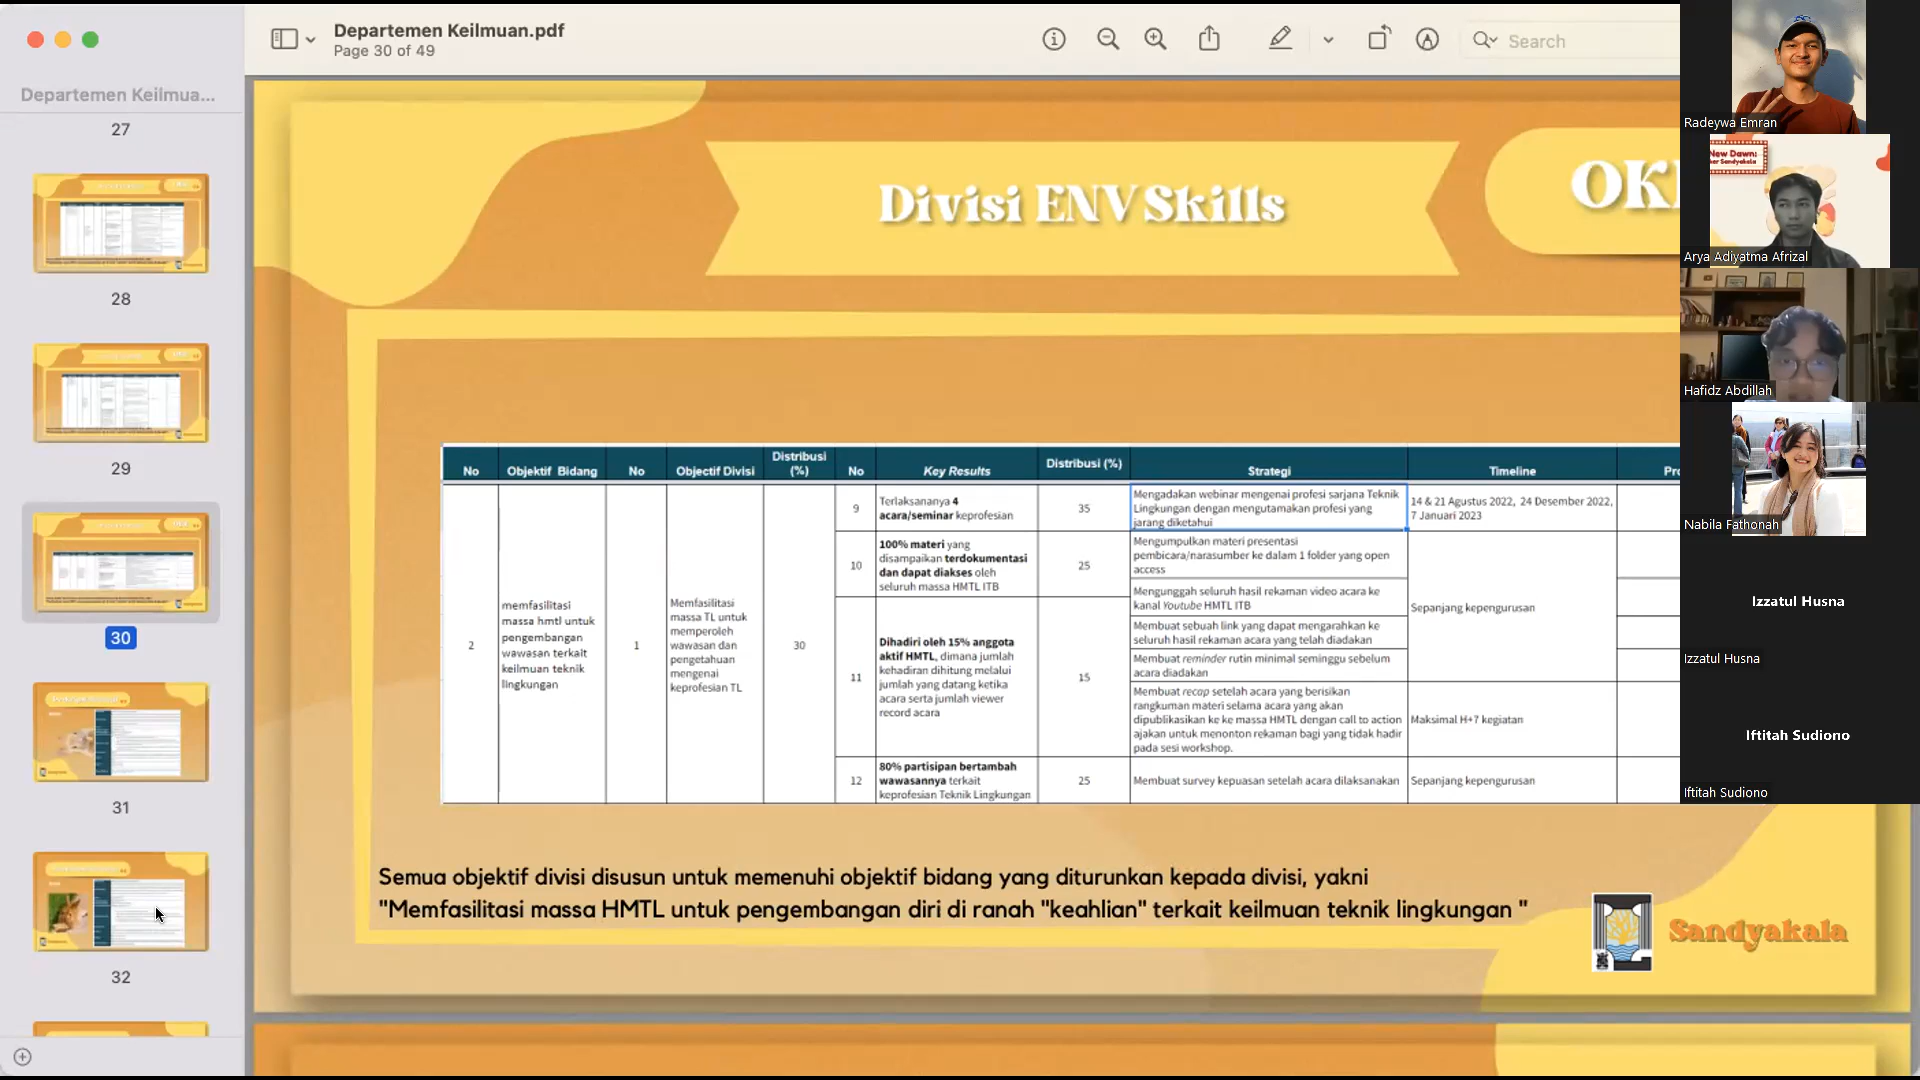 Departemen Keilmuan.pdf
Page 30 of 49
Search
Departemen Keilmua...
27
28
29
30
31
32
Divisi ENV Skills
No
Objektif Bidang
No
Objectif Divisi
Distribusi
(%)
No
Key Results
Distribusi (%)
Strategi
Timeline
2
memfasilitasi
massa hmtl untuk
pengembangan
wawasan terkait
keilmuan teknik
lingkungan
1
Memfasilitasi
massa TL untuk
memperoleh
wawasan dan
pengetahuan
mengenai
keprofesian TL
30
9
Terlaksananya 4
acara/seminar keprofesian
35
Mengadakan webinar mengenai profesi sarjana Teknik
Lingkungan dengan mengutamakan profesi yang
jarang diketahui
14 & 21 Agustus 2022, 24 Desember 2022,
7 Januari 2023
10
100% materi yang
disampaikan terdokumentasi
dan dapat diakses oleh
seluruh massa HMTL ITB
25
Mengumpulkan materi presentasi
pembicara/narasumber ke dalam 1 folder yang open
access
Mengunggah seluruh hasil rekaman video acara ke
kanal Youtube HMTL ITB
Sepanjang kepengurusan
11
Dihadiri oleh 15% anggota
aktif HMTL, dimana jumlah
kehadiran dihitung melalui
jumlah yang datang ketika
acara serta jumlah viewer
record acara
15
Membuat sebuah link yang dapat mengarahkan ke
seluruh hasil rekaman acara yang telah diadakan
Membuat reminder rutin minimal seminggu sebelum
acara diadakan
Membuat recap setelah acara yang berisikan
rangkuman materi selama acara yang akan
dipublikasikan ke ke massa HMTL dengan call to action
ajakan untuk menonton rekaman bagi yang tidak hadir
pada sesi workshop.
Maksimal H+7 kegiatan
12
80% partisipan bertambah
wawasannya terkait
keprofesian Teknik Lingkungan
25
Membuat survey kepuasan setelah acara dilaksanakan
Sepanjang kepengurusan
Semua objektif divisi disusun untuk memenuhi objektif bidang yang diturunkan kepada divisi, yakni
"Memfasilitasi massa HMTL untuk pengembangan diri di ranah "keahlian" terkait keilmuan teknik lingkungan "
Sandyakala
Radeywa Emran
New Dawn:
Arya Adiyatma Afrizal
Hafidz Abdillah
Nabila Fathonah
Izzatul Husna
Izzatul Husna
Iftitah Sudiono
Iftitah Sudiono